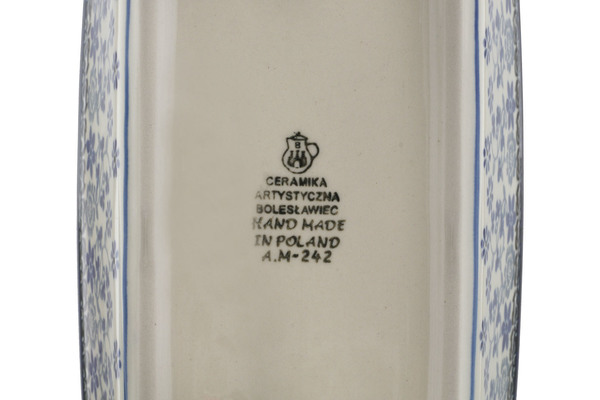 B
CERAMIKA
ARTYSTYCZNA
BOLESŁAWIEC
HAND MADE
IN POLAND
A.M-242